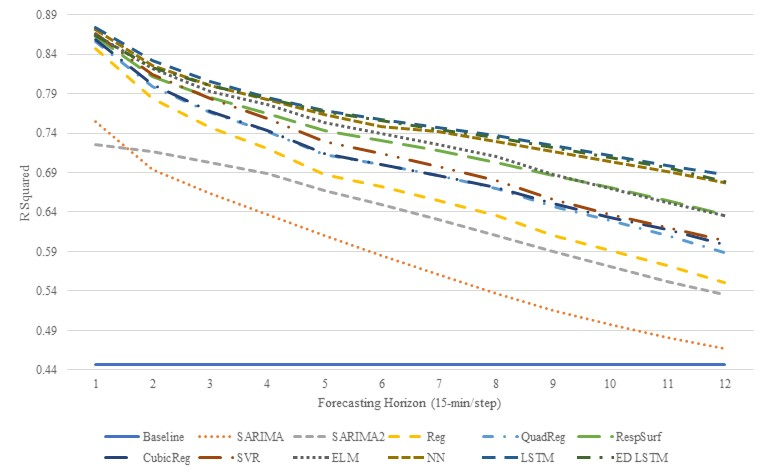 0.89
0.84
0.79
0.74
0.69
0.64
0.59
0.54
0.49
0.44
R Squared
1 2 3 4 5 6 7 8 9 10 11 12
Forecasting Horizon (15-min/step)
Baseline SARIMA SARIMA2 Reg QuadReg RespSurf
CubicReg SVR ELM NN LSTM ED LSTM